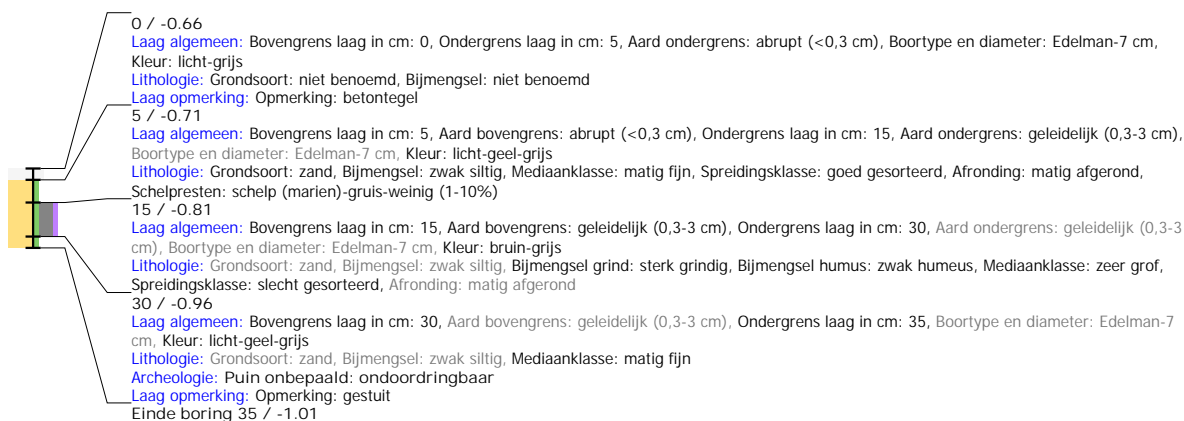 0 / -0.66
Laag algemeen: Bovengrens laag in cm: 0, Ondergrens laag in cm: 5, Aard ondergrens: abrupt (<0,3 cm), Boortype en diameter: Edelman-7 cm,
Kleur: licht-grijs
Lithologie: Grondsoort: niet benoemd, Bijmengsel: niet benoemd
Laag opmerking: Opmerking: betontegel
5 / -0.71
Laag algemeen: Bovengrens laag in cm: 5, Aard bovengrens: abrupt (<0,3 cm), Ondergrens laag in cm: 15, Aard ondergrens: geleidelijk (0,3-3 cm),
Boortype en diameter: Edelman-7 cm, Kleur: licht-geel-grijs
Lithologie: Grondsoort: zand, Bijmengsel: zwak siltig, Mediaanklasse: matig fijn, Spreidingsklasse: goed gesorteerd, Afronding: matig afgerond,
Schelpresten: schelp (marien)-gruis-weinig (1-10%)
15 / -0.81
Laag algemeen: Bovengrens laag in cm: 15, Aard bovengrens: geleidelijk (0,3-3 cm), Ondergrens laag in cm: 30, Aard ondergrens: geleidelijk (0,3-3
cm), Boortype en diameter: Edelman-7 cm, Kleur: bruin-grijs
Lithologie: Grondsoort: zand, Bijmengsel: zwak siltig, Bijmengsel grind: sterk grindig, Bijmengsel humus: zwak humeus, Mediaanklasse: zeer grof,
Spreidingsklasse: slecht gesorteerd, Afronding: matig afgerond
30 / -0.96
Laag algemeen: Bovengrens laag in cm: 30, Aard bovengrens: geleidelijk (0,3-3 cm), Ondergrens laag in cm: 35, Boortype en diameter: Edelman-7
cm, Kleur: licht-geel-grijs
Lithologie: Grondsoort: zand, Bijmengsel: zwak siltig, Mediaanklasse: matig fijn
Archeologie: Puin onbepaald: ondoordringbaar
Laag opmerking: Opmerking: gestuit
Einde boring 35 / -1.01